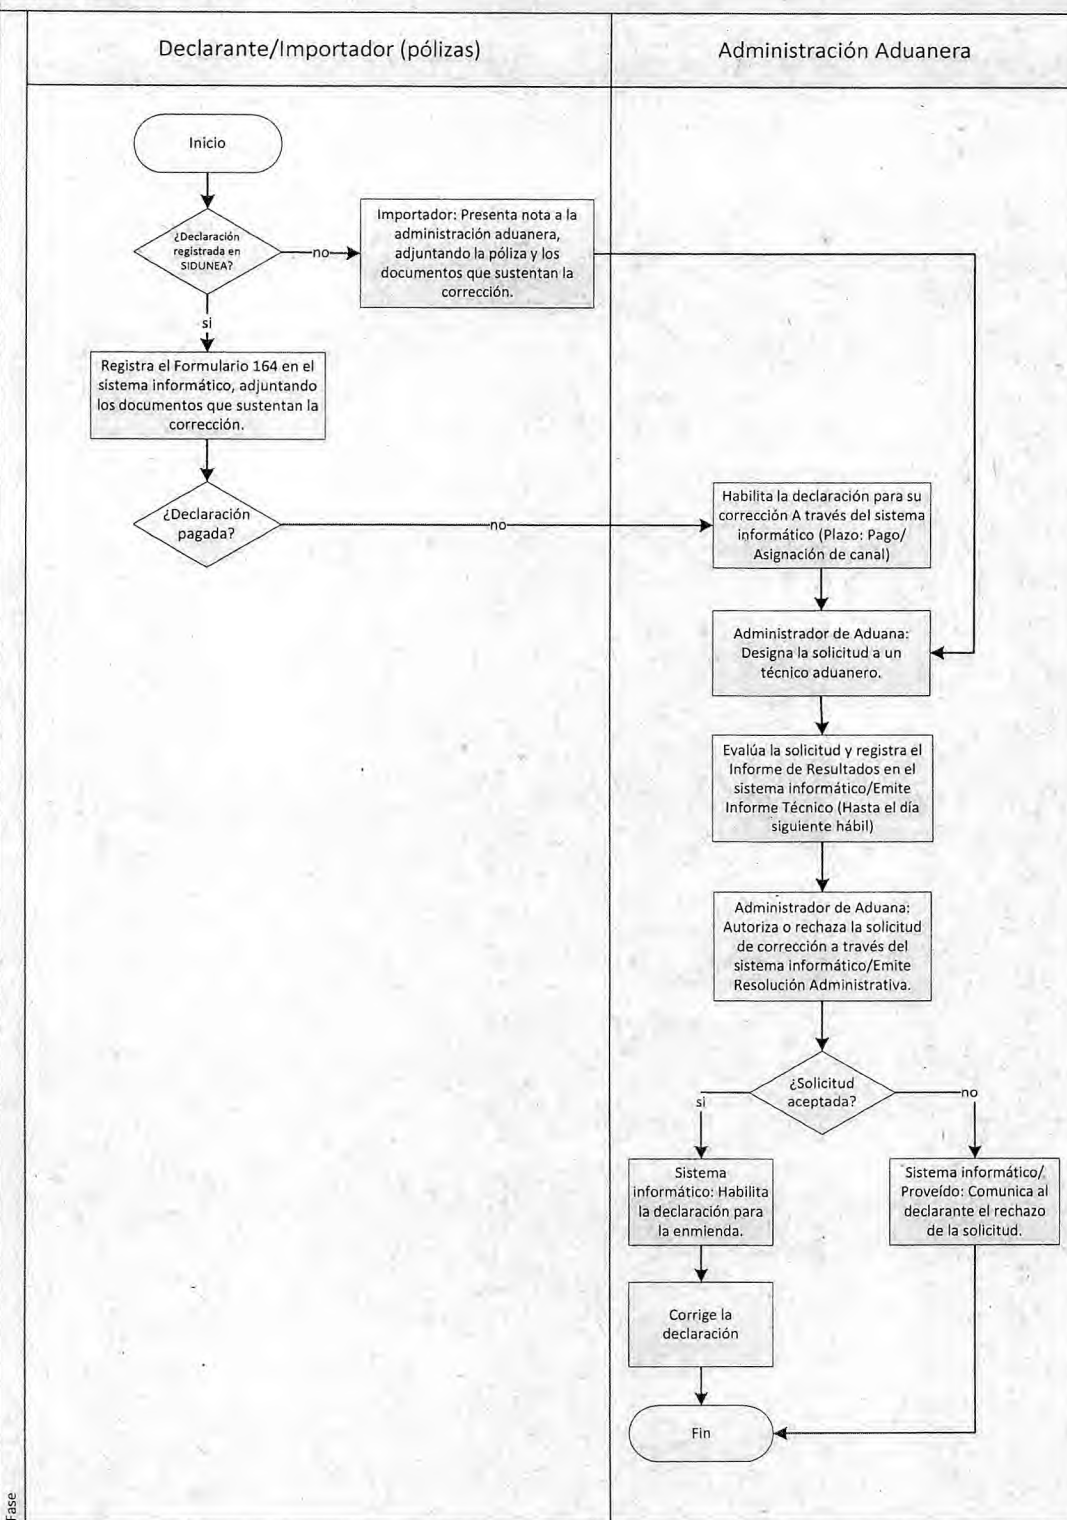 Declarante/Importador (pólizas)
Administración Aduanera
Inicio
¿Declaración
registrada en
SIDUNEA?
no
Importador: Presenta nota a la
administración aduanera,
adjuntando la póliza y los
documentos que sustentan la
corrección.
si
Registra el Formulario 164 en el
sistema informático, adjuntando
los documentos que sustentan la
corrección.
¿Declaración
pagada?
no
Habilita la declaración para su
corrección A través del sistema
informático (Plazo: Pago/
Asignación de canal)
Administrador de Aduana:
Designa la solicitud a un
técnico aduanero.
Evalúa la solicitud y registra el
Informe de Resultados en el
sistema informático/Emite
Informe Técnico (Hasta el día
siguiente hábil)
Administrador de Aduana:
Autoriza o rechaza la solicitud
de corrección a través del
sistema informático/Emite
Resolución Administrativa.
¿Solicitud
aceptada?
si
no
Sistema
informático: Habilita
la declaración para
la enmienda.
Sistema informático/
Proveído: Comunica al
declarante el rechazo
de la solicitud.
Corrige la
declaración
Fin
Fase